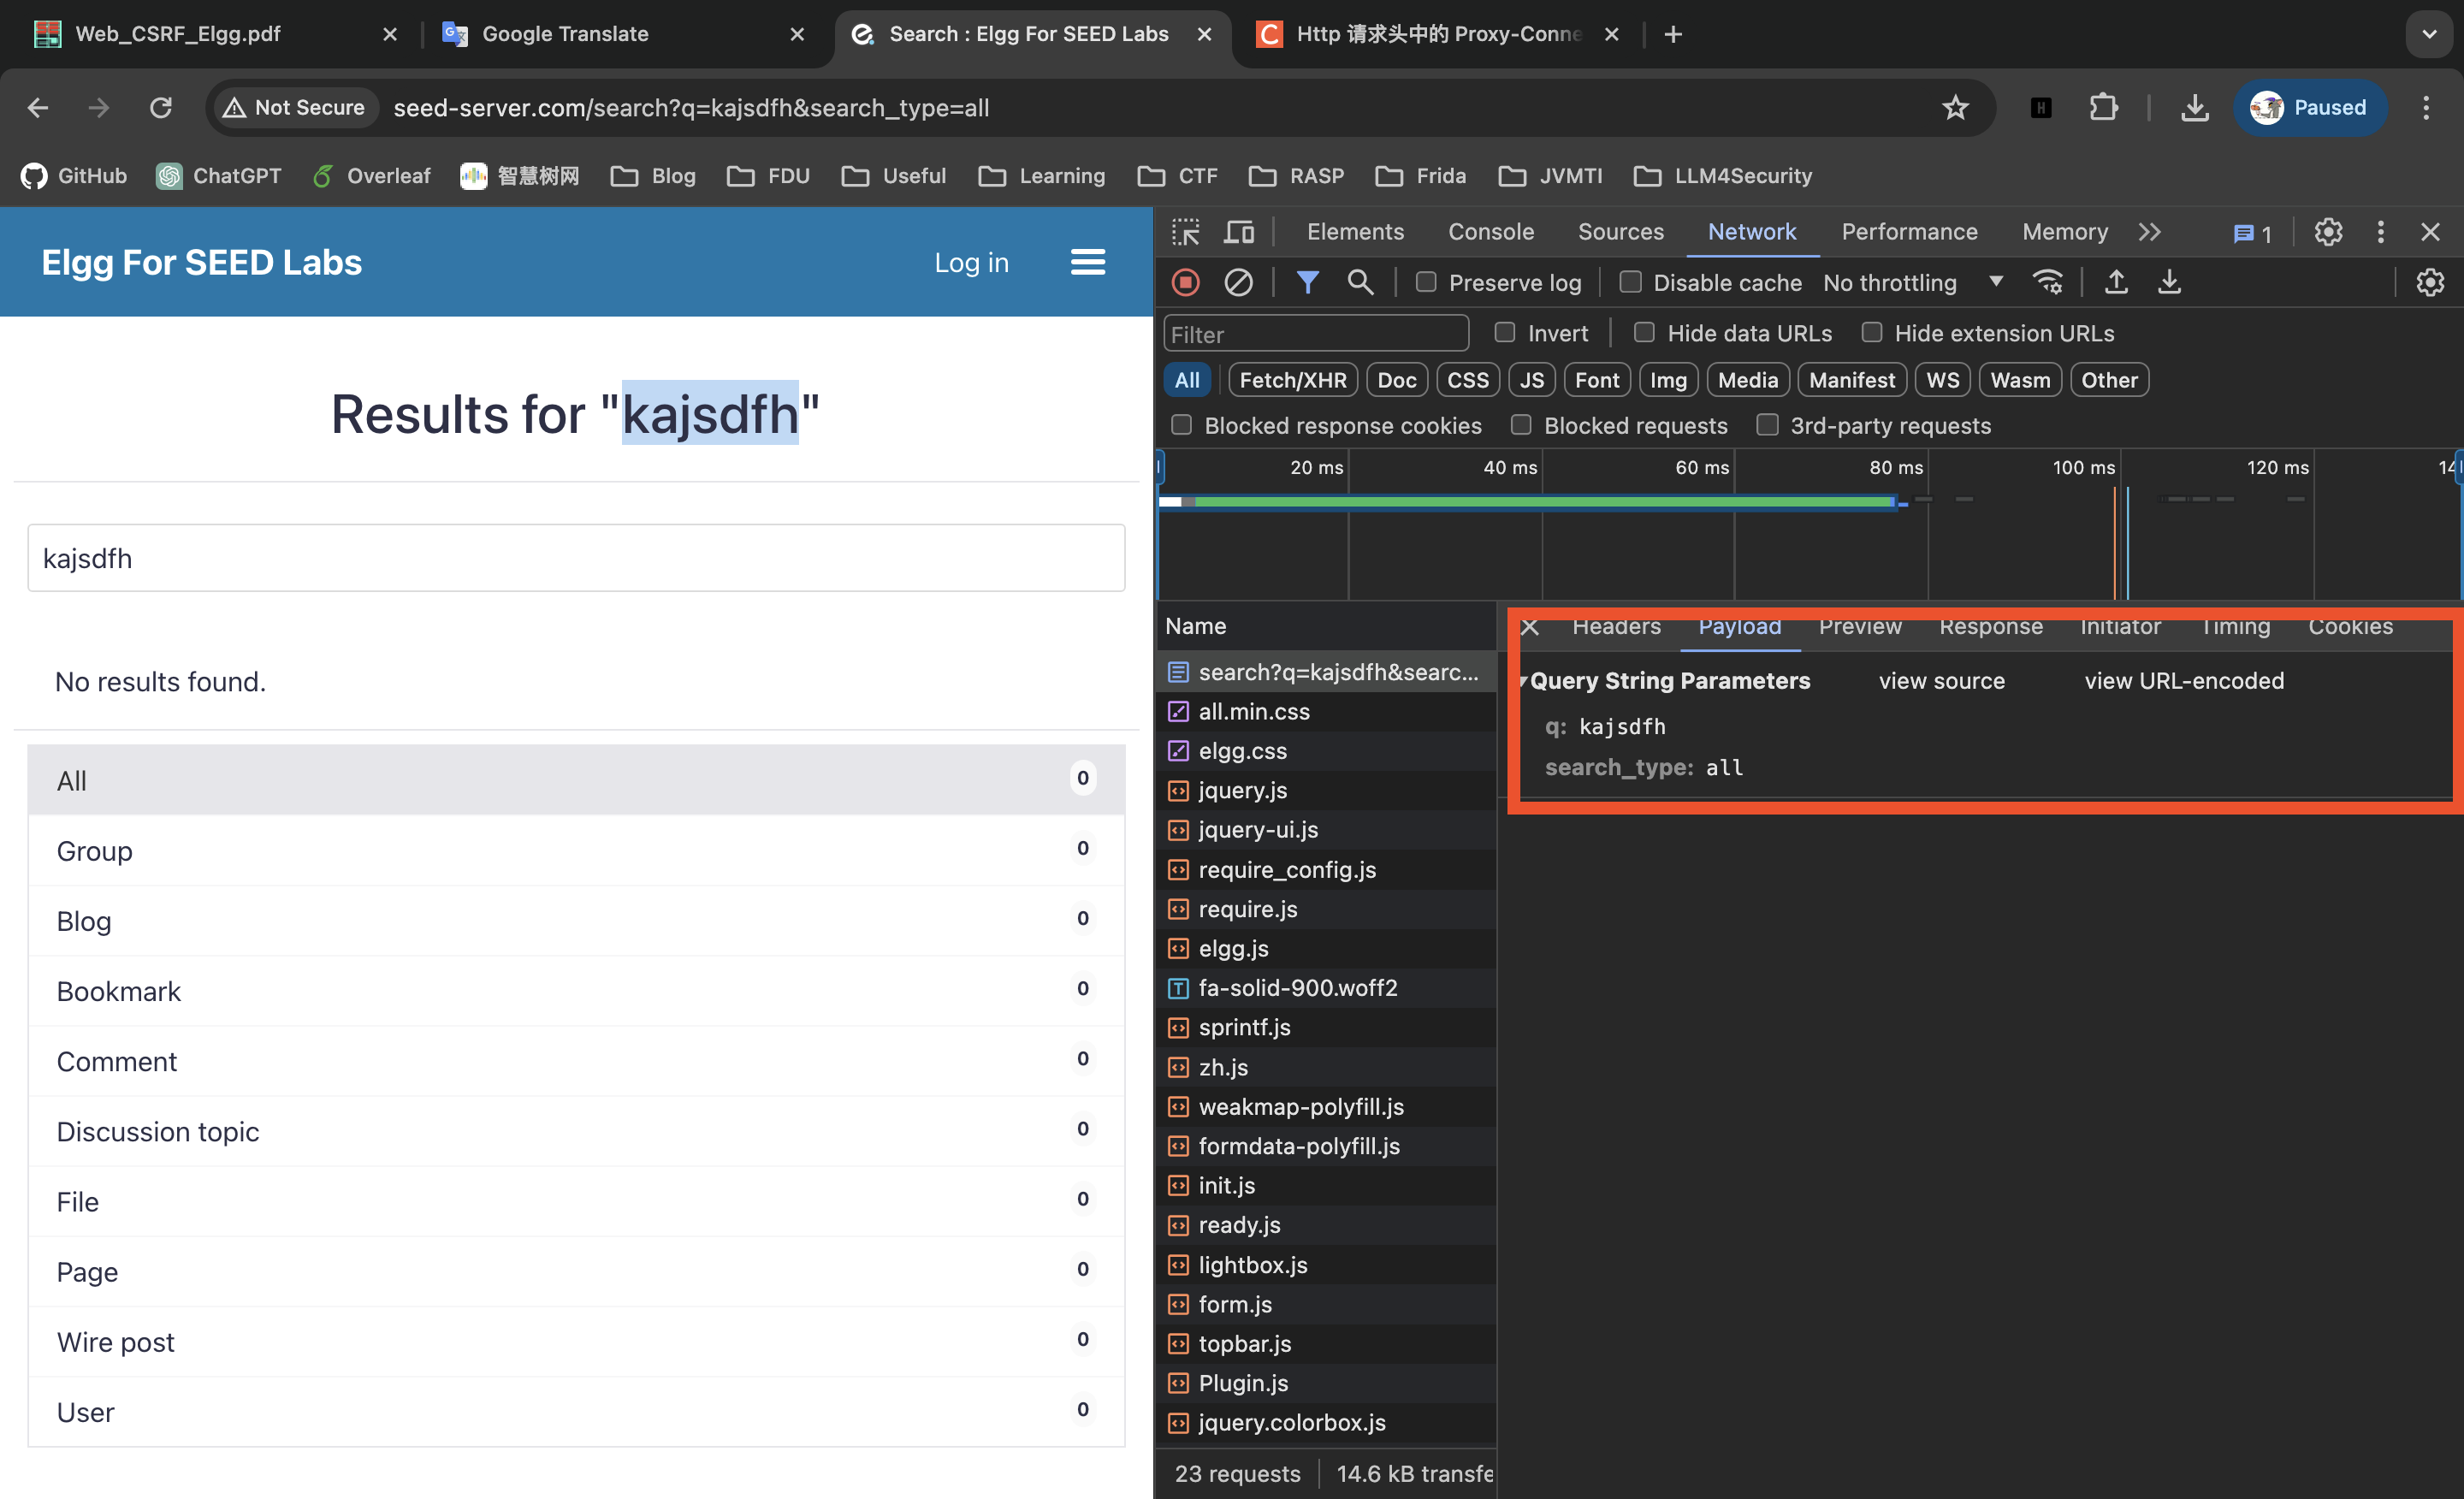 Web_CSRF_Elgg.pdf
Google Translate
Search : Elgg For SEED Labs
Http 请求头中的 Proxy-Conne
Not Secure
seed-server.com/search?q=kajsdfh&search_type=all
Paused
GitHub
ChatGPT
Overleaf
智慧树网
Blog
FDU
Useful
Learning
CTF
RASP
Frida
JVMTI
LLM4Security
Elgg For SEED Labs
Log in
Results for "kajsdfh"
kajsdfh
No results found.
All 0
Group 0
Blog 0
Bookmark 0
Comment 0
Discussion topic 0
File 0
Page 0
Wire post 0
User 0
Elements Console Sources Network Performance Memory 1
Preserve log Disable cache No throttling
Filter Invert Hide data URLs Hide extension URLs
All Fetch/XHR Doc CSS JS Font Img Media Manifest WS Wasm Other
Blocked response cookies Blocked requests 3rd-party requests
20 ms 40 ms 60 ms 80 ms 100 ms 120 ms
Name
search?q=kajsdfh&searc...
all.min.css
elgg.css
jquery.js
jquery-ui.js
require_config.js
require.js
elgg.js
fa-solid-900.woff2
sprintf.js
zh.js
weakmap-polyfill.js
formdata-polyfill.js
init.js
ready.js
lightbox.js
form.js
topbar.js
Plugin.js
jquery.colorbox.js
23 requests 14.6 kB transfe
Headers Payload Preview Response Initiator Timing Cookies
Query String Parameters view source view URL-encoded
q: kajsdfh
search_type: all